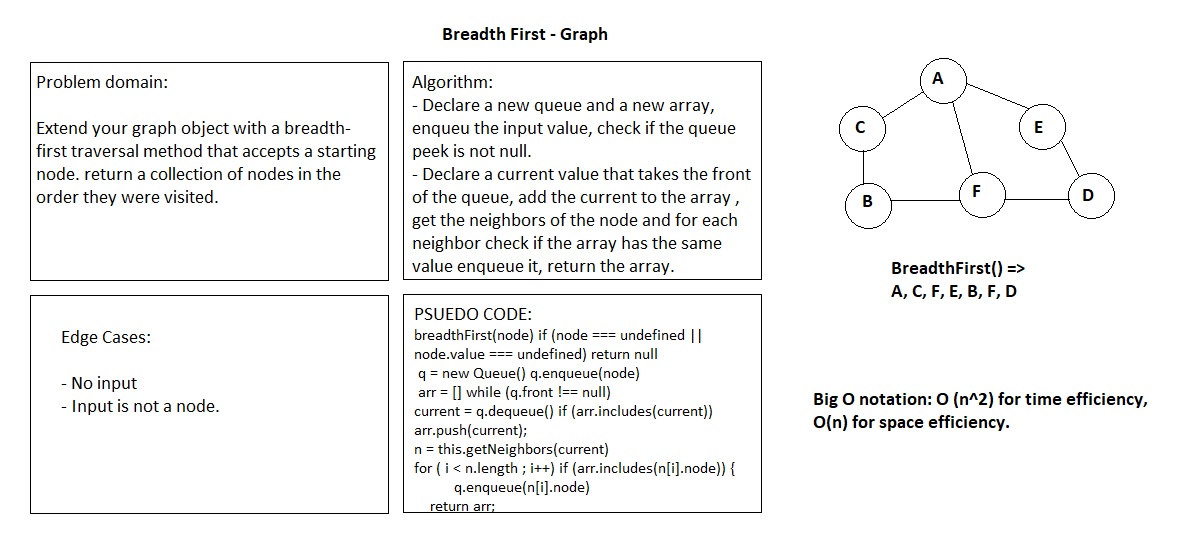 Breadth First - Graph
Problem domain:
Extend your graph object with a breadth-
first traversal method that accepts a starting
node. return a collection of nodes in the
order they were visited.
Algorithm:
- Declare a new queue and a new array,
enqueu the input value, check if the queue
peek is not null.
- Declare a current value that takes the front
of the queue, add the current to the array ,
get the neighbors of the node and for each
neighbor check if the array has the same
value enqueue it, return the array.
Edge Cases:
- No input
- Input is not a node.
PSUEDO CODE:
breadthFirst(node) if (node === undefined ||
node.value === undefined) return null
q = new Queue() q.enqueue(node)
arr = [] while (q.front !== null)
current = q.dequeue() if (arr.includes(current))
arr.push(current);
n = this.getNeighbors(current)
for ( i < n.length ; i++) if (arr.includes(n[i].node)) {
q.enqueue(n[i].node)
return arr;
A
C
E
B
F
D
BreadthFirst() =>
A, C, F, E, B, F, D
Big O notation: O (n^2) for time efficiency,
O(n) for space efficiency.